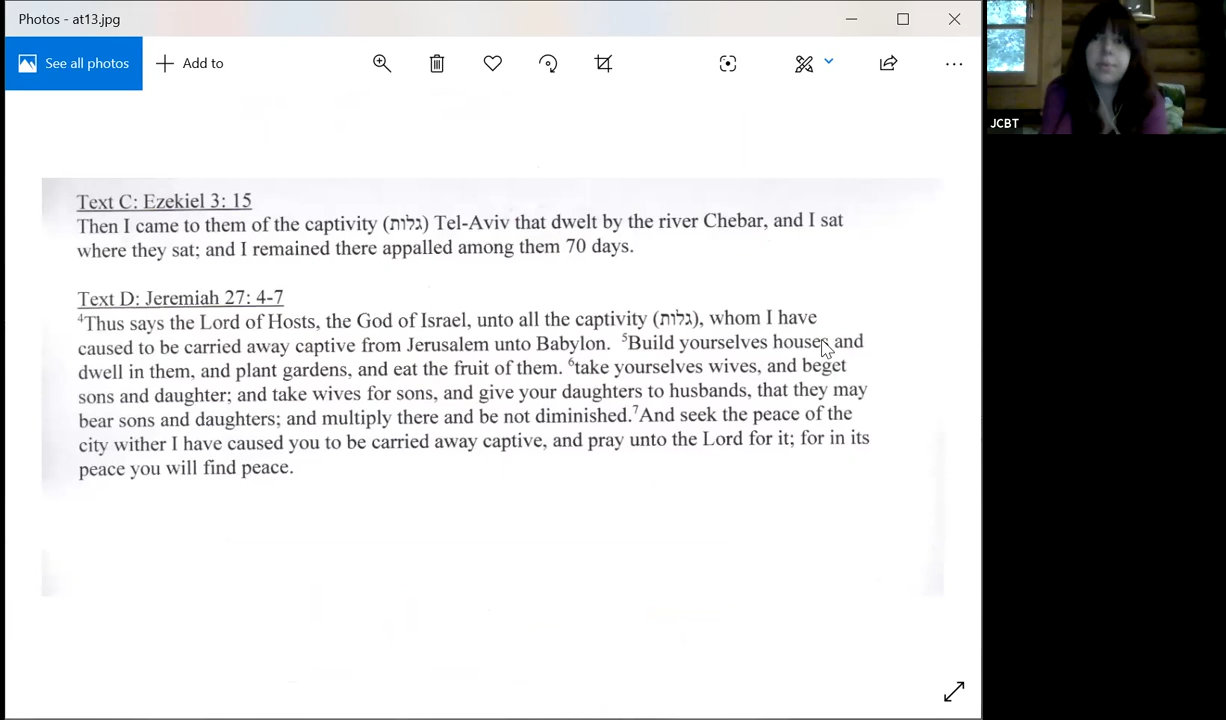 Photos - at13.jpg
See all photos
Add to
JCBT
Text C: Ezekiel 3: 15
Then I came to them of the captivity (גלות) Tel-Aviv that dwelt by the river Chebar, and I sat
where they sat; and I remained there appalled among them 70 days.
Text D: Jeremiah 27: 4-7
4Thus says the Lord of Hosts, the God of Israel, unto all the captivity (גלות), whom I have
caused to be carried away captive from Jerusalem unto Babylon. 5Build yourselves houses and
dwell in them, and plant gardens, and eat the fruit of them. 6take yourselves wives, and beget
sons and daughter; and take wives for sons, and give your daughters to husbands, that they may
bear sons and daughters; and multiply there and be not diminished.7And seek the peace of the
city wither I have caused you to be carried away captive, and pray unto the Lord for it; for in its
peace you will find peace.